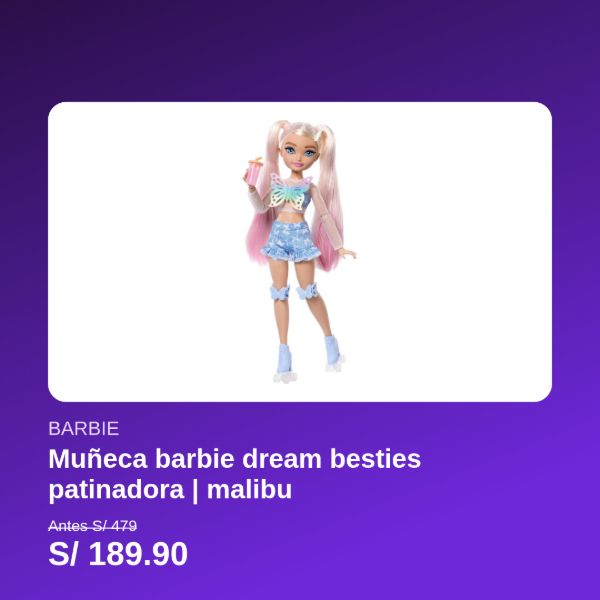 BARBIE
Muñeca barbie dream besties
patinadora | malibu
Antes S/ 479
S/ 189.90